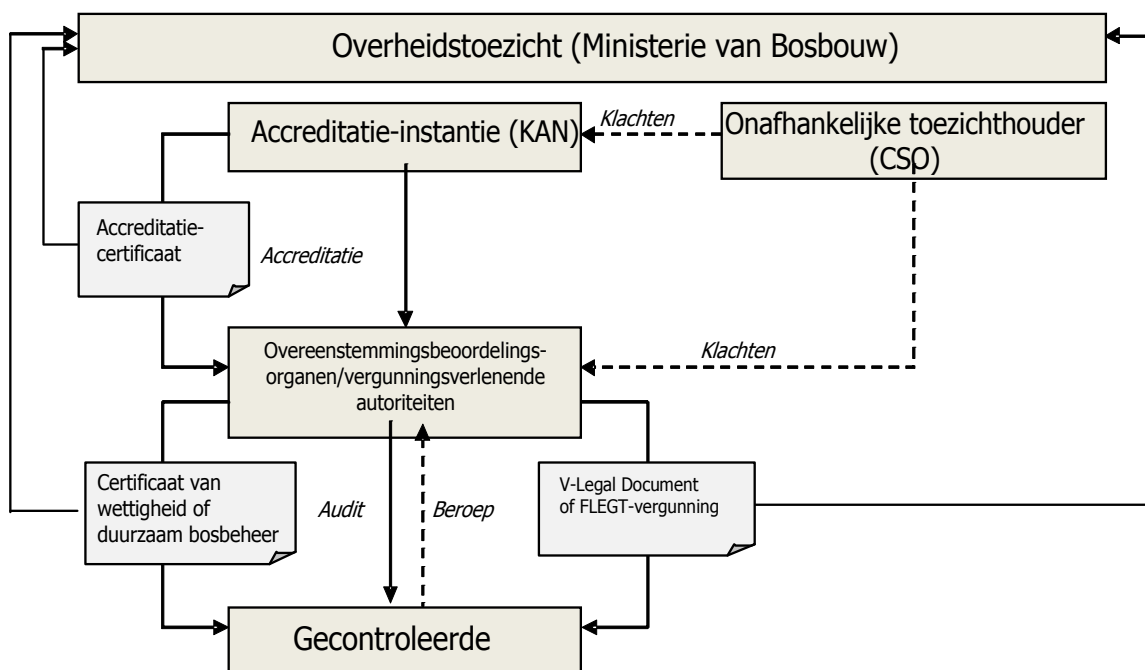 Overheidstoezicht (Ministerie van Bosbouw)
Accreditatie-instantie (KAN)
Klachten
Onafhankelijke toezichthouder
(CSO)
Accreditatie-
certificaat
Accreditatie
Overeenstemmingsbeoordelings-
organen/vergunningsverlenende
autoriteiten
Klachten
Certificaat van
wettigheid of
duurzaam bosbeheer
Audit
Beroep
V-Legal Document
of FLEGT-vergunning
Gecontroleerde